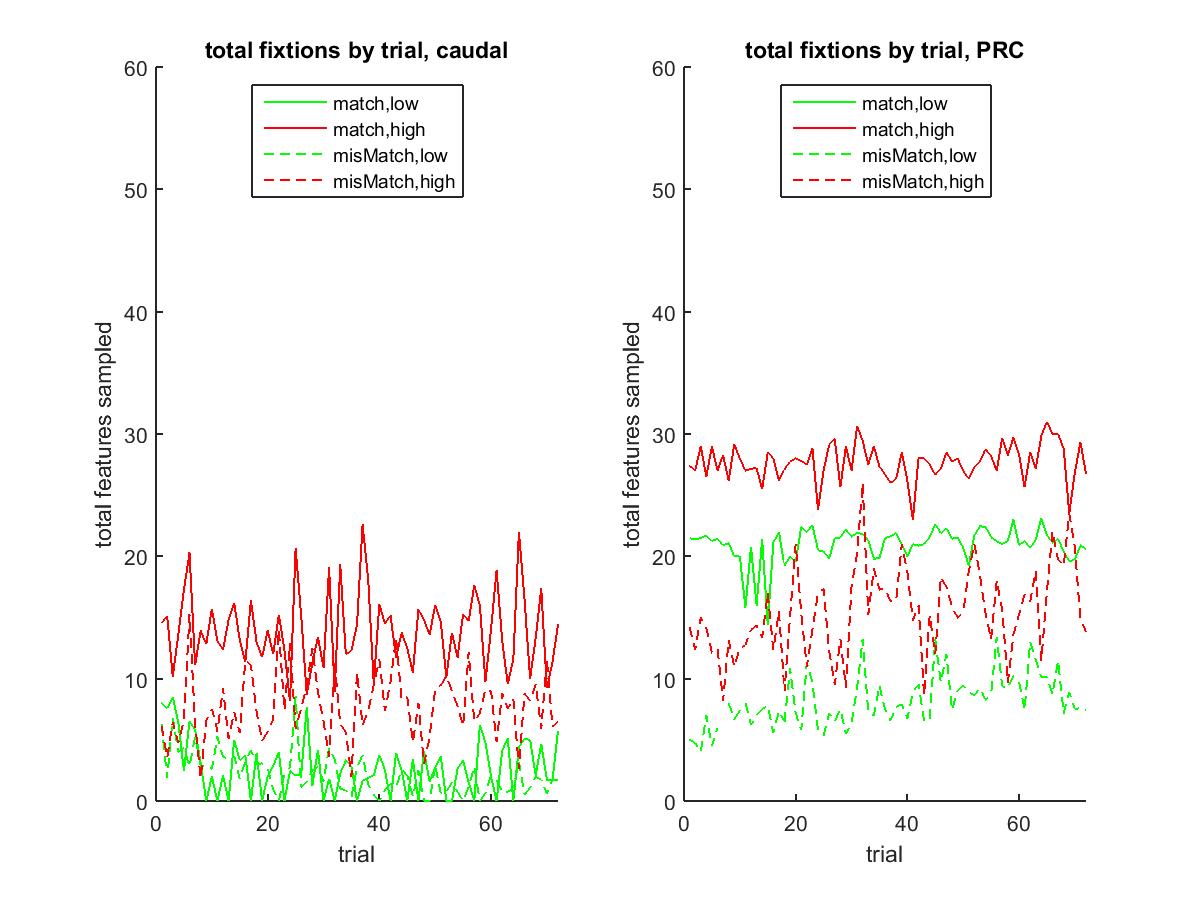 total fixtions by trial, caudal
60
50
40
30
20
10
0
0 20 40 60
total features sampled
trial
match,low
match,high
misMatch,low
misMatch,high
total fixtions by trial, PRC
60
50
40
30
20
10
0
0 20 40 60
total features sampled
trial
match,low
match,high
misMatch,low
misMatch,high